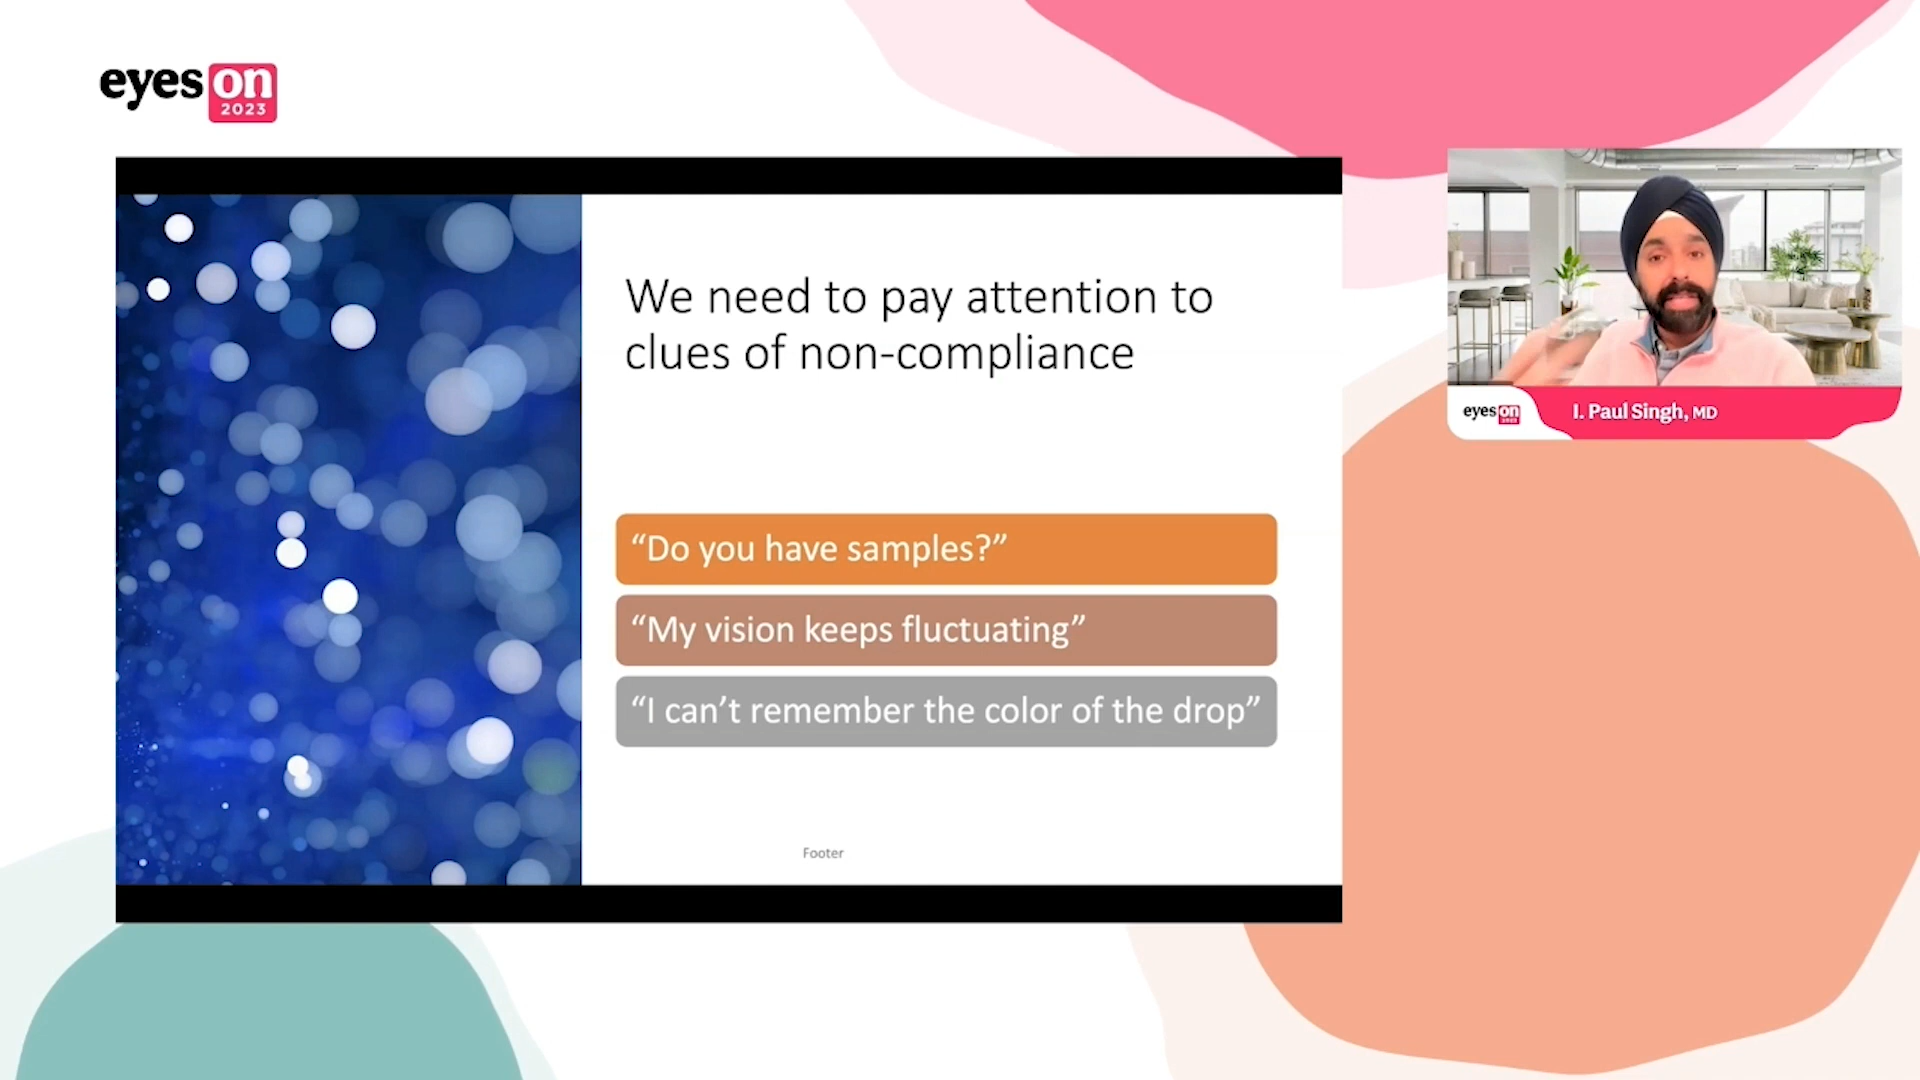 eyes on
2023
We need to pay attention to
clues of non-compliance
“Do you have samples?”
“My vision keeps fluctuating”
“I can’t remember the color of the drop”
Footer
eyes on
I. Paul Singh, MD